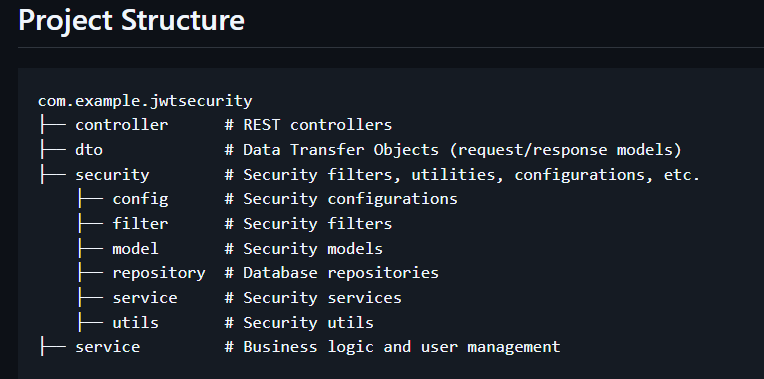 Project Structure
com.example.jwtsecurity
├── controller      # REST controllers
├── dto             # Data Transfer Objects (request/response models)
├── security        # Security filters, utilities, configurations, etc.
    ├── config      # Security configurations
    ├── filter      # Security filters
    ├── model       # Security models
    ├── repository  # Database repositories
    ├── service     # Security services
    ├── utils       # Security utils
├── service         # Business logic and user management